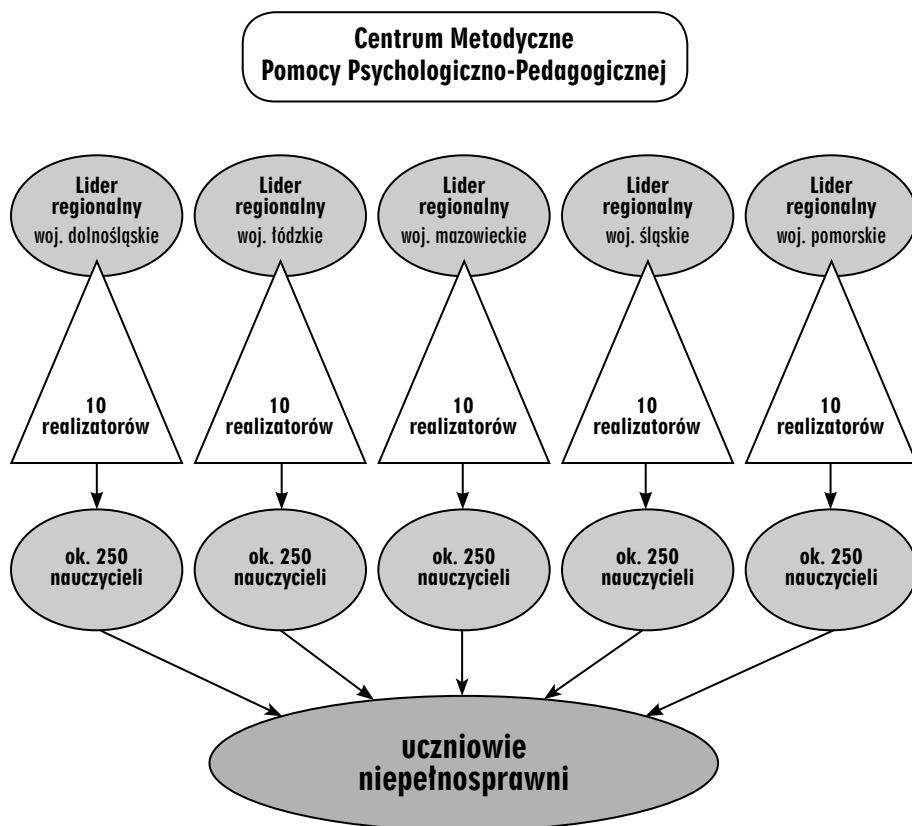 Centrum Metodyczne
Pomocy Psychologiczno-Pedagogicznej
Lider
regionalny
woj. dolnośląskie
Lider
regionalny
woj. łódzkie
Lider
regionalny
woj. mazowieckie
Lider
regionalny
woj. śląskie
Lider
regionalny
woj. pomorskie
10
realizatorów
10
realizatorów
10
realizatorów
10
realizatorów
10
realizatorów
ok. 250
nauczycieli
ok. 250
nauczycieli
ok. 250
nauczycieli
ok. 250
nauczycieli
ok. 250
nauczycieli
uczniowie
niepełnosprawni